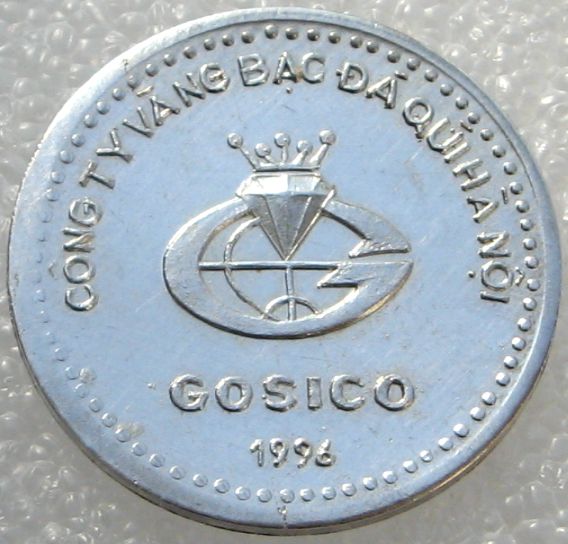 CÔNG TY VÀNG BẠC ĐÁ QUÍ HÀ NỘI
GOSICO
1996